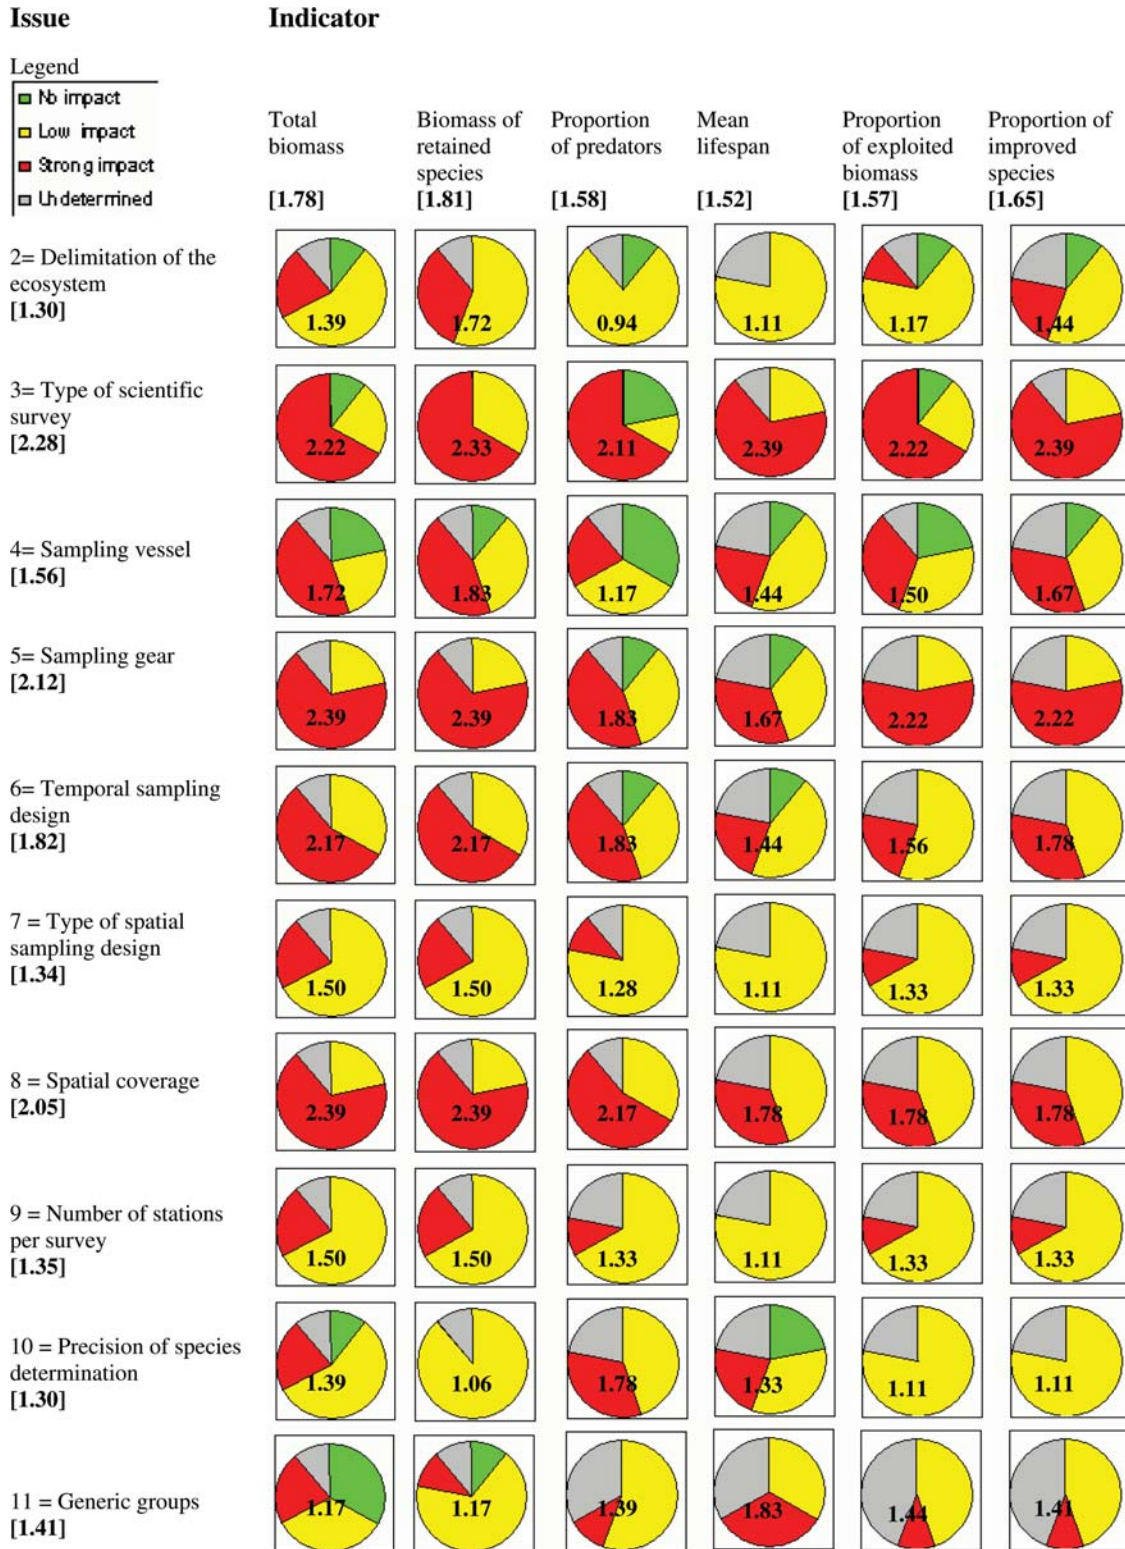 Issue
Indicator
Legend
No impact
Low impact
Strong impact
Undetermined
Total
biomass
[1.78]
Biomass of
retained
species
[1.81]
Proportion
of predators
[1.58]
Mean
lifespan
[1.52]
Proportion
of exploited
biomass
[1.57]
Proportion of
improved
species
[1.65]
2= Delimitation of the
ecosystem
[1.30]
1.39
1.72
0.94
1.11
1.17
1.44
3= Type of scientific
survey
[2.28]
2.22
2.33
2.11
2.39
2.22
2.39
4= Sampling vessel
[1.56]
1.72
1.83
1.17
1.44
1.50
1.67
5= Sampling gear
[2.12]
2.39
2.39
1.83
1.67
2.22
2.22
6= Temporal sampling
design
[1.82]
2.17
2.17
1.83
1.44
1.56
1.78
7 = Type of spatial
sampling design
[1.34]
1.50
1.50
1.28
1.11
1.33
1.33
8 = Spatial coverage
[2.05]
2.39
2.39
2.17
1.78
1.78
1.78
9 = Number of stations
per survey
[1.35]
1.50
1.50
1.33
1.11
1.33
1.33
10 = Precision of species
determination
[1.30]
1.39
1.06
1.78
1.33
1.11
1.11
11 = Generic groups
[1.41]
1.17
1.17
1.39
1.83
1.44
1.41